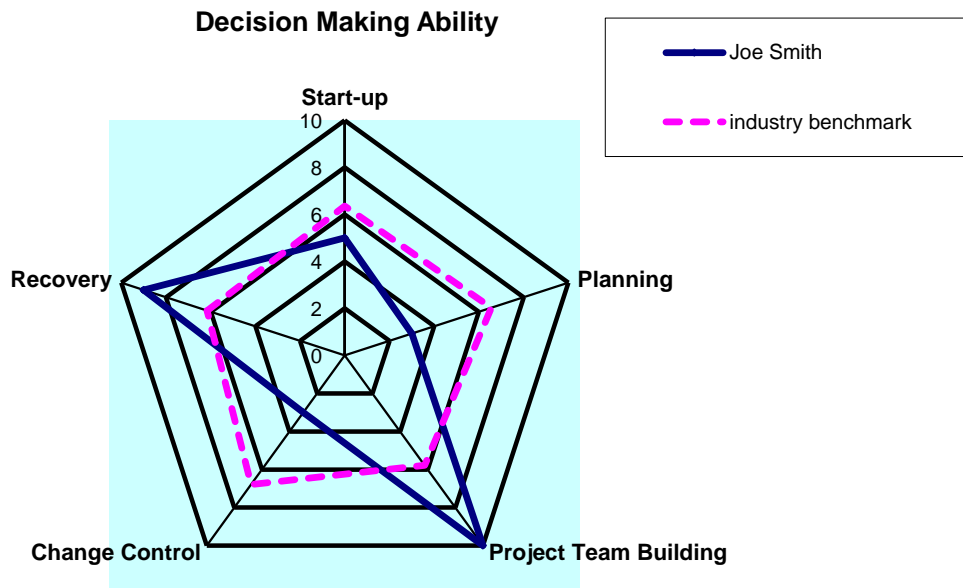 Decision Making Ability
Joe Smith
industry benchmark
Start-up
10
8
6
4
2
0
Recovery
Planning
Change Control
Project Team Building